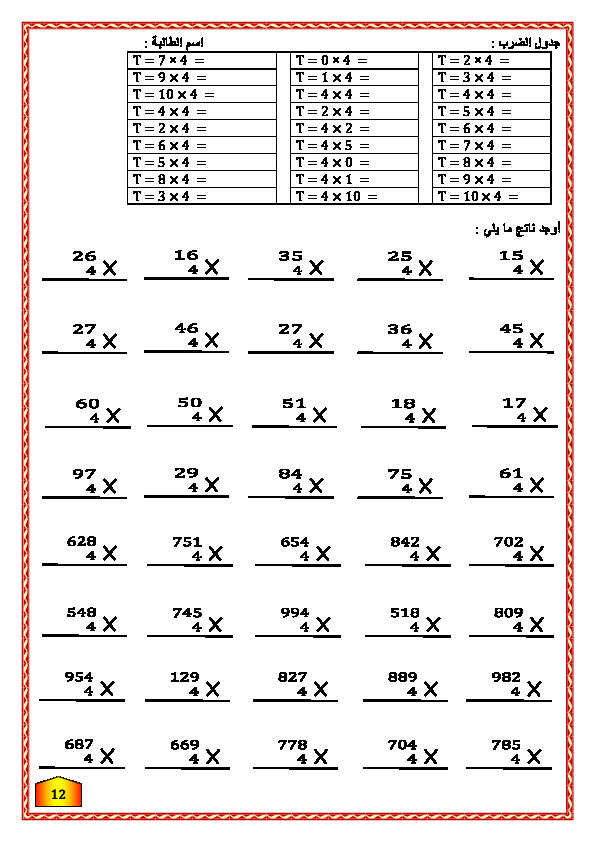 جدول الضرب : اسم الطالبة :
T = 7 × 4 = T = 0 × 4 = T = 2 × 4 =
T = 9 × 4 = T = 1 × 4 = T = 3 × 4 =
T = 10 × 4 = T = 4 × 4 = T = 4 × 4 =
T = 4 × 4 = T = 2 × 4 = T = 5 × 4 =
T = 2 × 4 = T = 4 × 2 = T = 6 × 4 =
T = 6 × 4 = T = 4 × 5 = T = 7 × 4 =
T = 5 × 4 = T = 4 × 0 = T = 8 × 4 =
T = 8 × 4 = T = 4 × 1 = T = 9 × 4 =
T = 3 × 4 = T = 4 × 10 = T = 10 × 4 =
أوجد ناتج ما يلي :
26 16 35 25 15
4 × 4 × 4 × 4 × 4 ×
27 46 27 36 45
4 × 4 × 4 × 4 × 4 ×
60 50 51 18 17
4 × 4 × 4 × 4 × 4 ×
97 29 84 75 61
4 × 4 × 4 × 4 × 4 ×
628 751 654 842 702
4 × 4 × 4 × 4 × 4 ×
548 745 994 518 809
4 × 4 × 4 × 4 × 4 ×
954 129 827 889 982
4 × 4 × 4 × 4 × 4 ×
687 669 778 704 785
4 × 4 × 4 × 4 × 4 ×
12